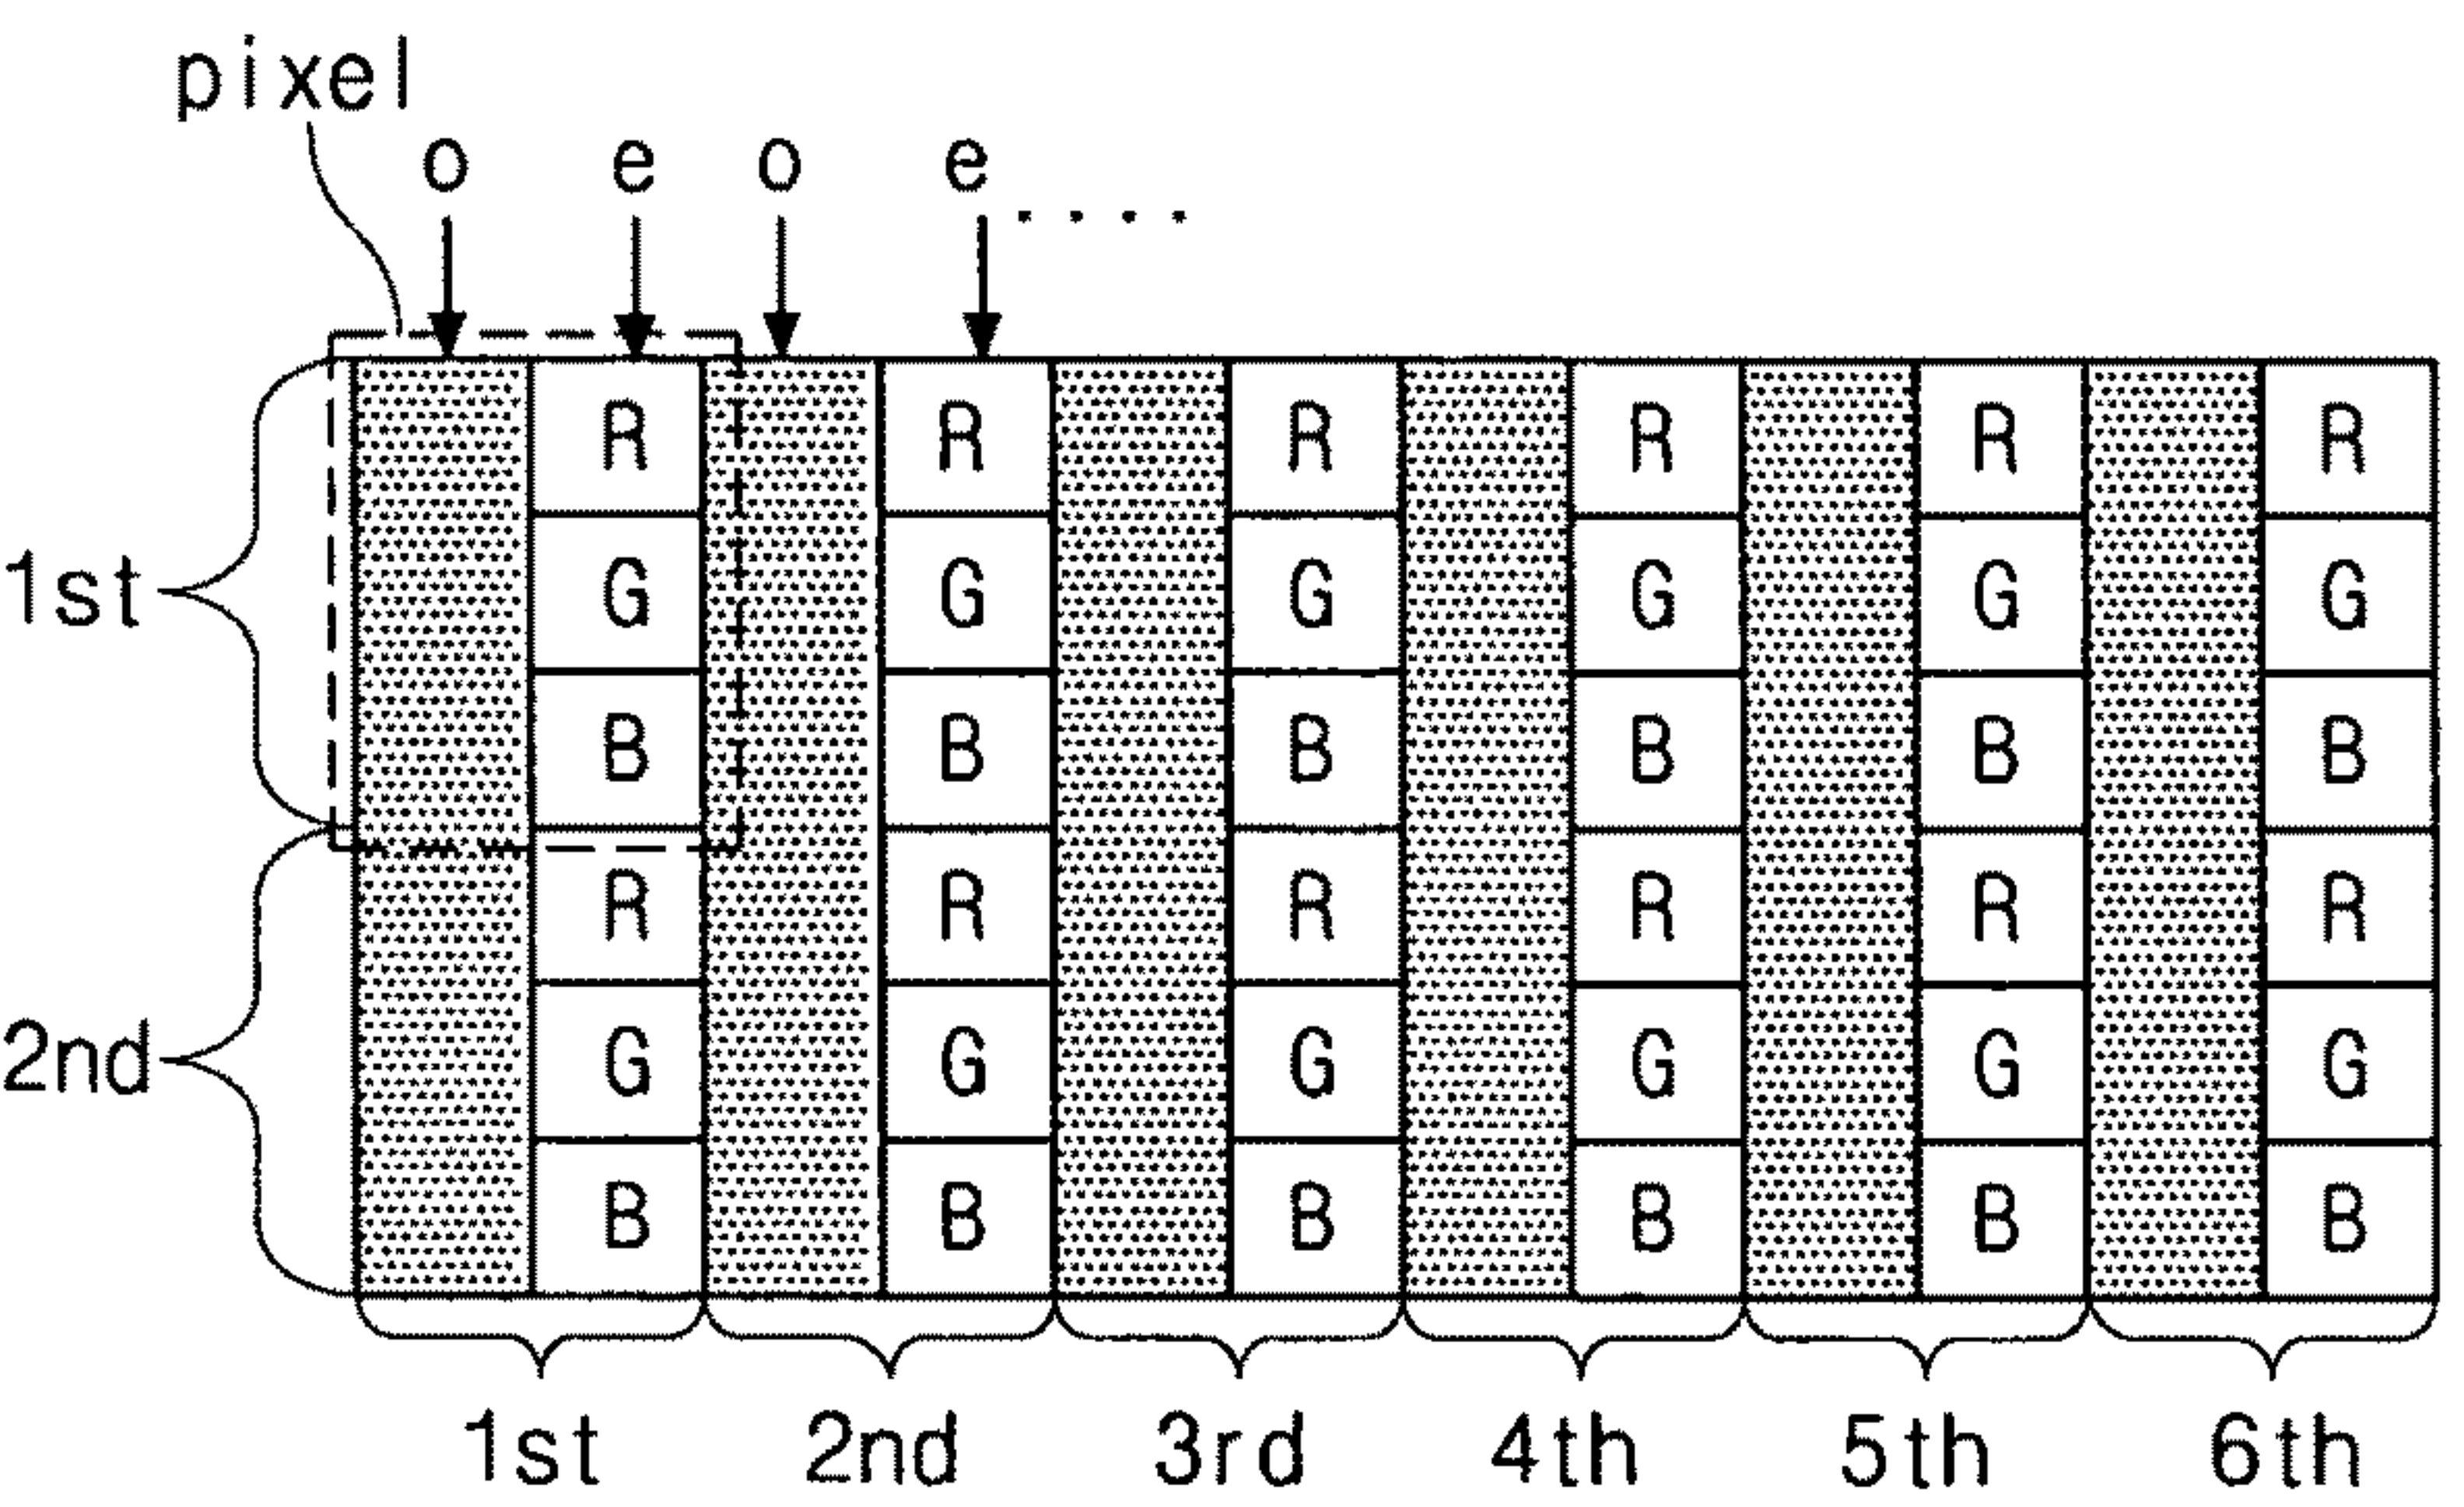 pixel
o e o e ....
R R R R R R
1st G G G G G G
B B B B B B
R R R R R R
2nd G G G G G G
B B B B B B
1st 2nd 3rd 4th 5th 6th